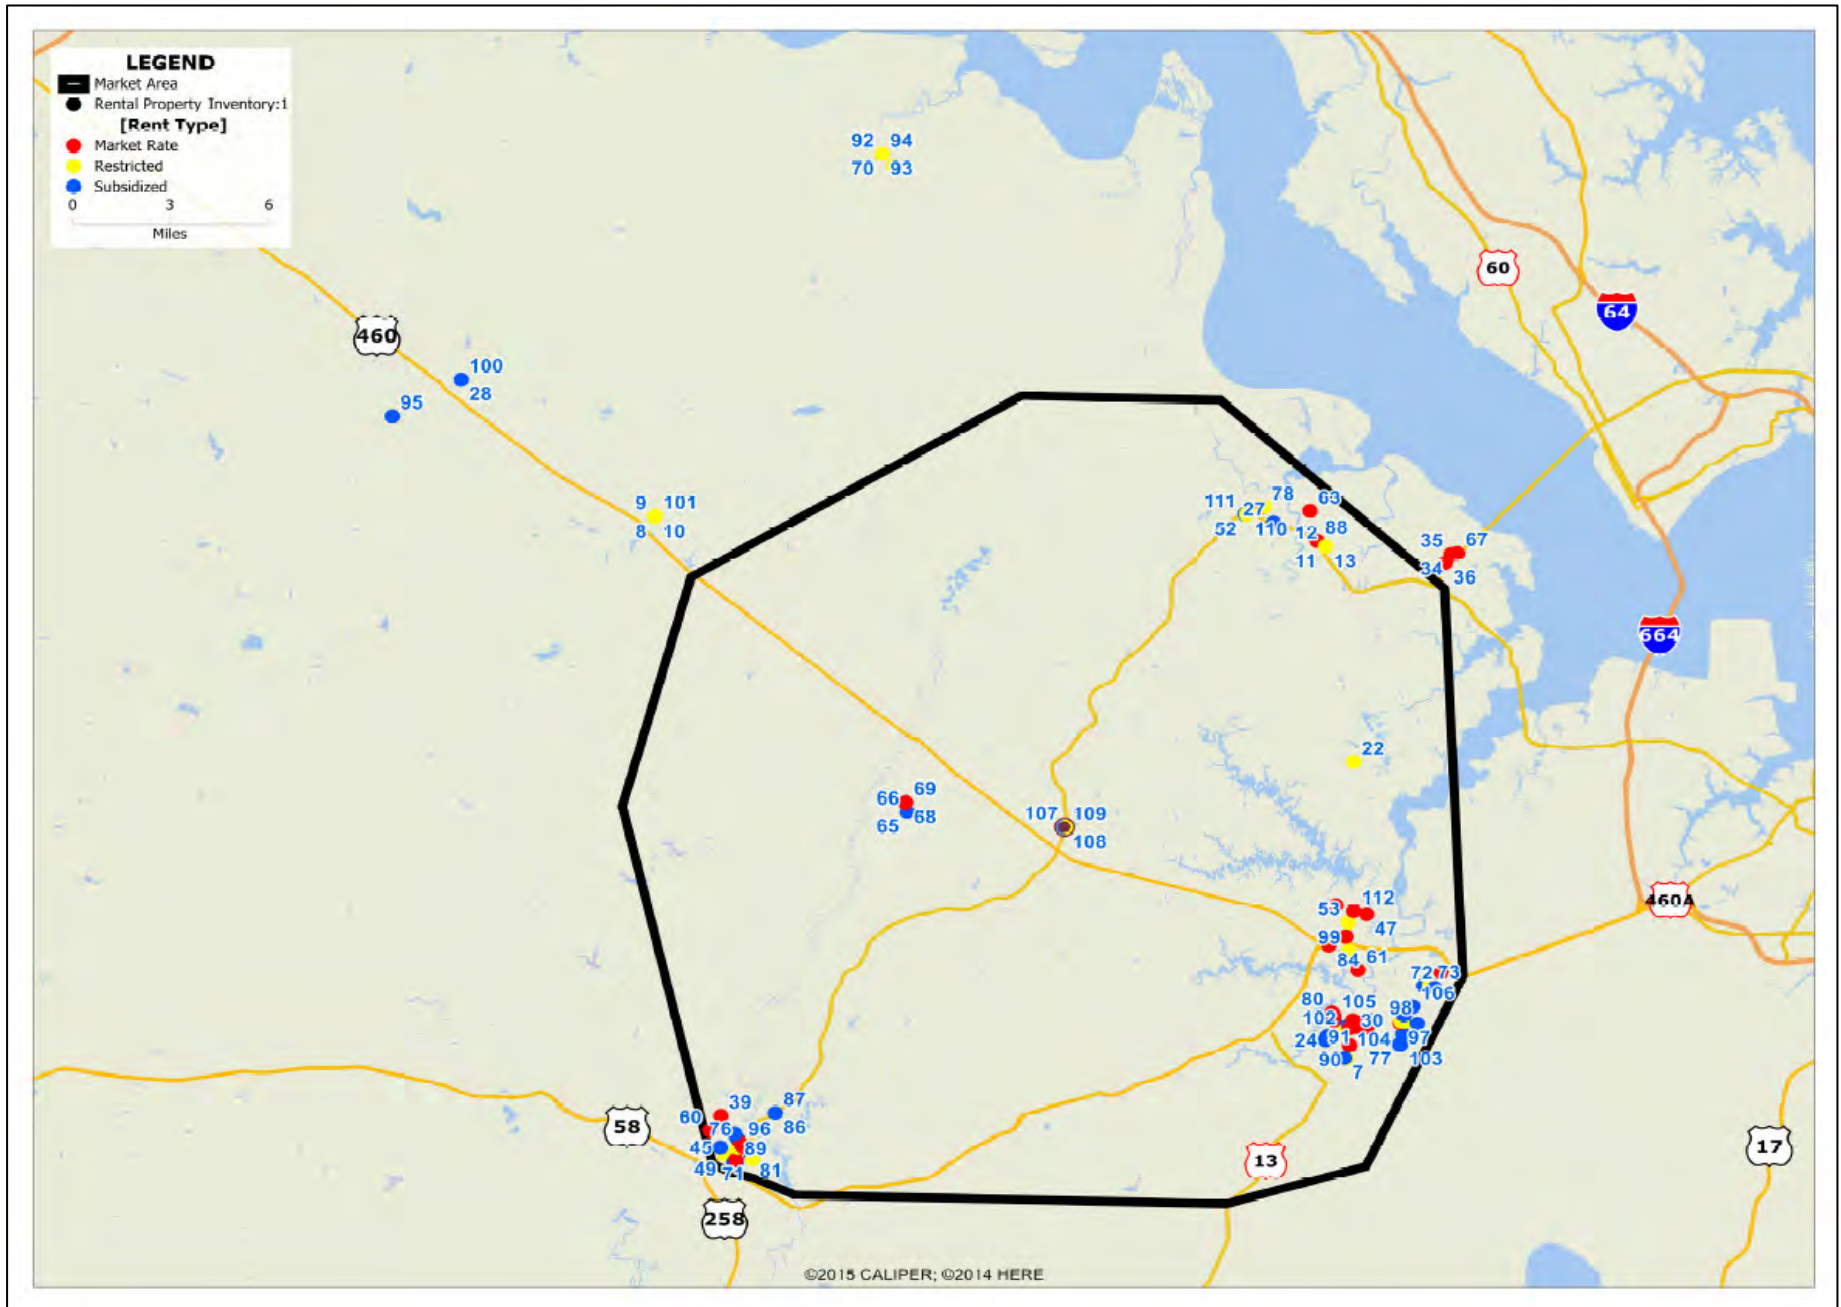 LEGEND
Market Area
Rental Property Inventory:1
[Rent Type]
Market Rate
Restricted
Subsidized
0 3 6
Miles
92 94
70 93
60
64
460
100
28
95
9 101
8 10
111 27 78 63
52 110 12 88
11 13
35 67
34 36
664
22
66 69
65 68
107 109
108
53 112
47
99
84 61
460A
72 73
106
80 105 98
102 30
24 91 104 97
90 7 77 103
39 87
60 76 96 86
45 89
49 71 81
58
13
17
258
©2015 CALIPER; ©2014 HERE